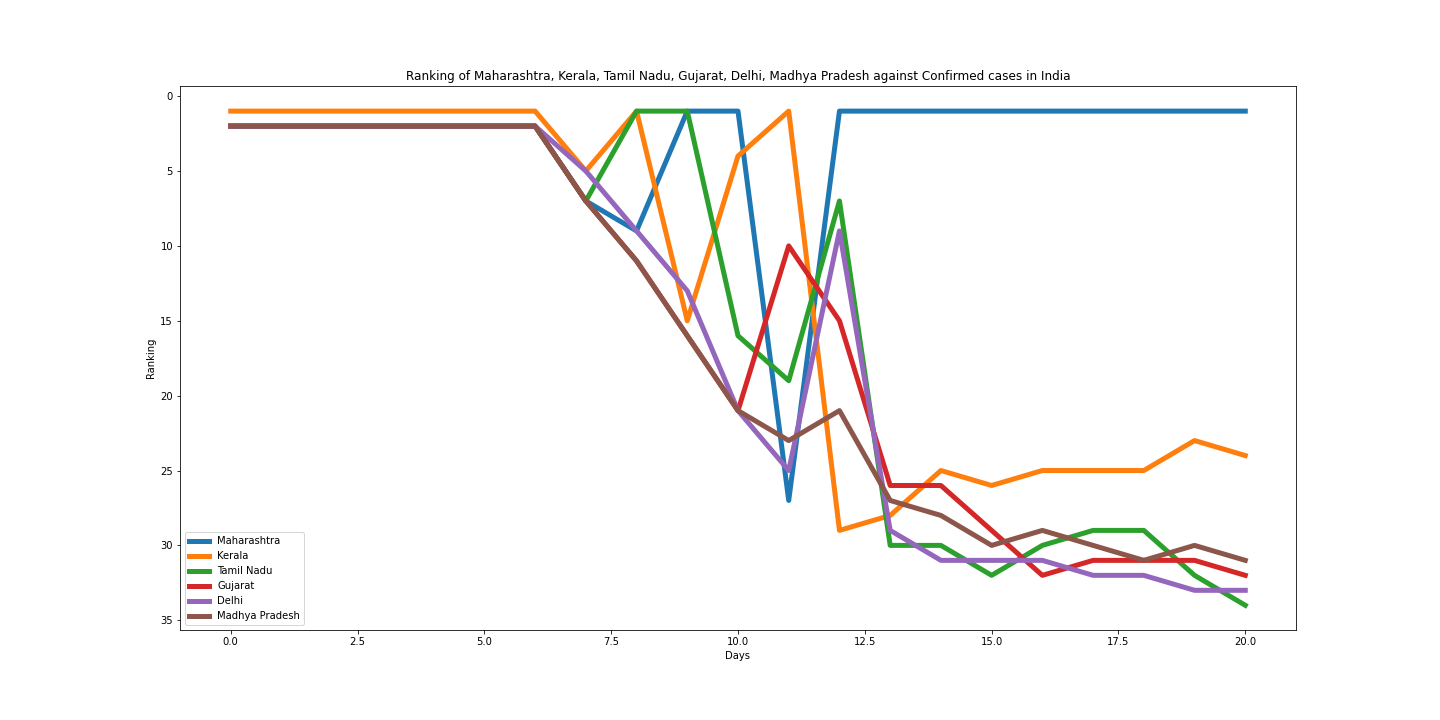 Ranking of Maharashtra, Kerala, Tamil Nadu, Gujarat, Delhi, Madhya Pradesh against Confirmed cases in India
0
5
10
15
20
25
30
35
Ranking
Maharashtra
Kerala
Tamil Nadu
Gujarat
Delhi
Madhya Pradesh
0.0 2.5 5.0 7.5 10.0 12.5 15.0 17.5 20.0
Days